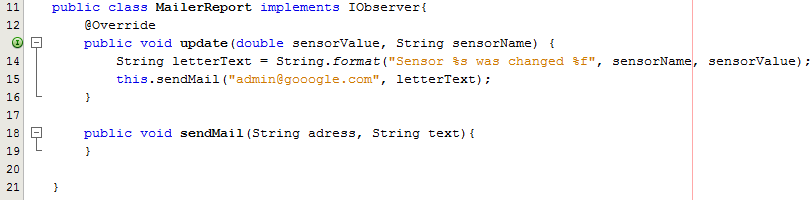 11 public class MailerReport implements IObserver{
12 @Override
public void update(double sensorValue, String sensorName) {
14 String letterText = String.format("Sensor %s was changed %f", sensorName, sensorValue);
15 this.sendMail("admin@gooogle.com", letterText);
16 }
17
18 public void sendMail(String adress, String text){
19 }
20
21 }